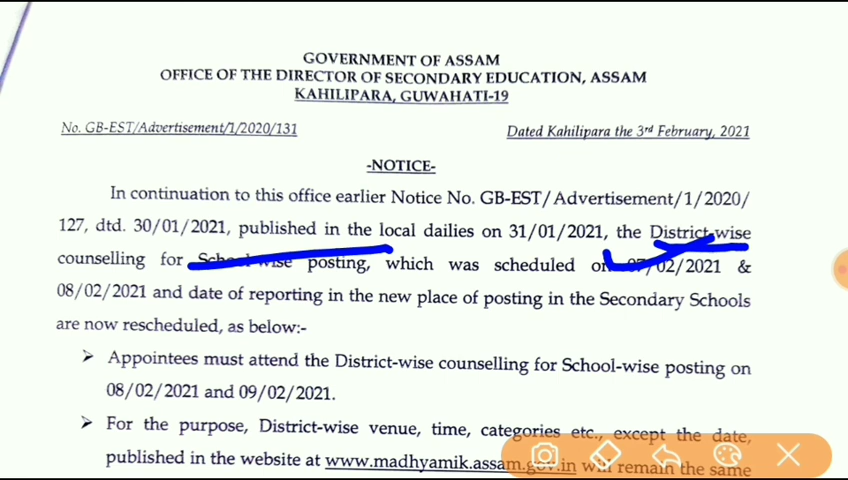 GOVERNMENT OF ASSAM
OFFICE OF THE DIRECTOR OF SECONDARY EDUCATION, ASSAM
KAHILIPARA, GUWAHATI-19
No. GB-EST/Advertisement/1/2020/131 Dated Kahilipara the 3rd February, 2021
-NOTICE-
In continuation to this office earlier Notice No. GB-EST/Advertisement/1/2020/
127, dtd. 30/01/2021, published in the local dailies on 31/01/2021, the District-wise
counselling for School-wise posting, which was scheduled on 07/02/2021 &
08/02/2021 and date of reporting in the new place of posting in the Secondary Schools
are now rescheduled, as below:-
➢ Appointees must attend the District-wise counselling for School-wise posting on
08/02/2021 and 09/02/2021.
➢ For the purpose, District-wise venue, time, categories etc., except the date,
published in the website at www.madhyamik.assam.gov.in will remain the same